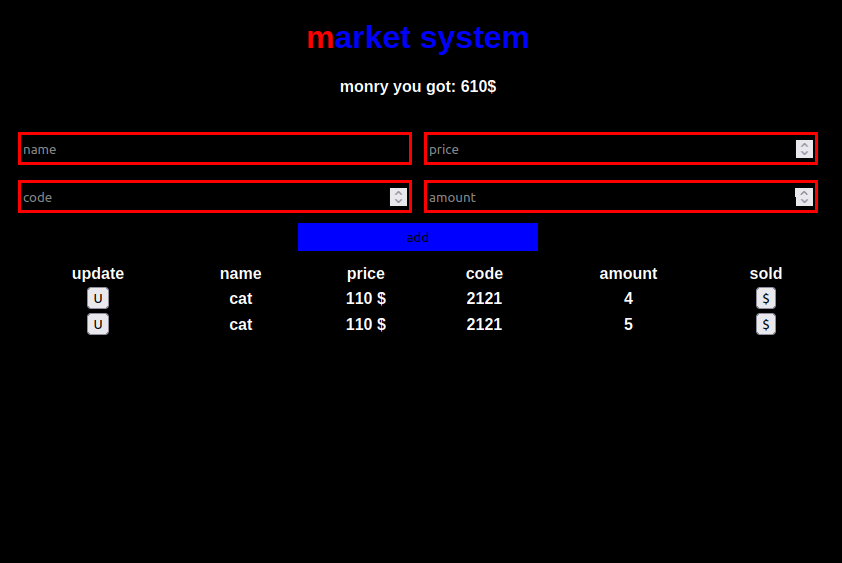 market system
monry you got: 610$
name price
code amount
add
update name price code amount sold
U cat 110 $ 2121 4 $
U cat 110 $ 2121 5 $